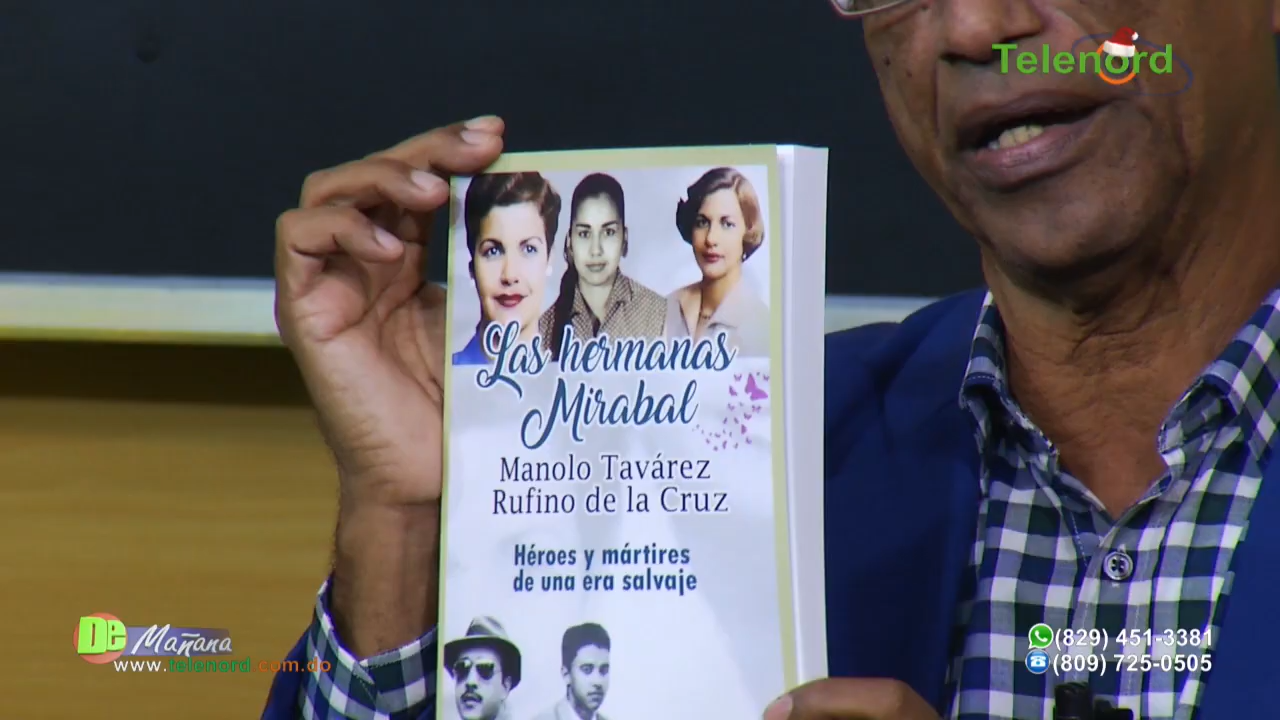 Telenord
Las hermanas
Mirabal
Manolo Tavárez
Rufino de la Cruz
Héroes y mártires
de una era salvaje
De Mañana
www.telenord.com.do
(829) 451-3381
(809) 725-0505